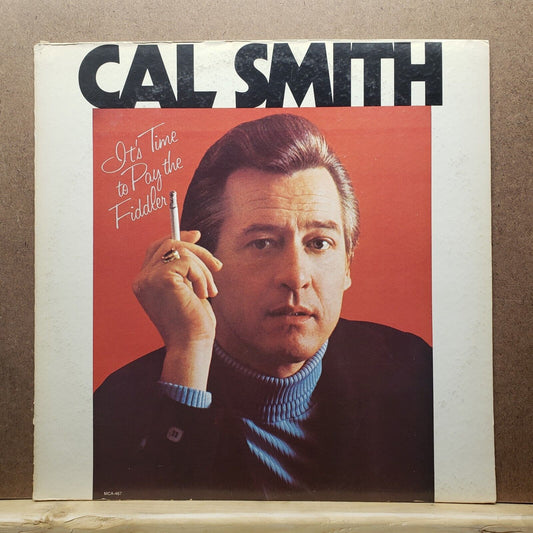 CAL SMITH
It's Time
to Pay the
Fiddler
MCA-467